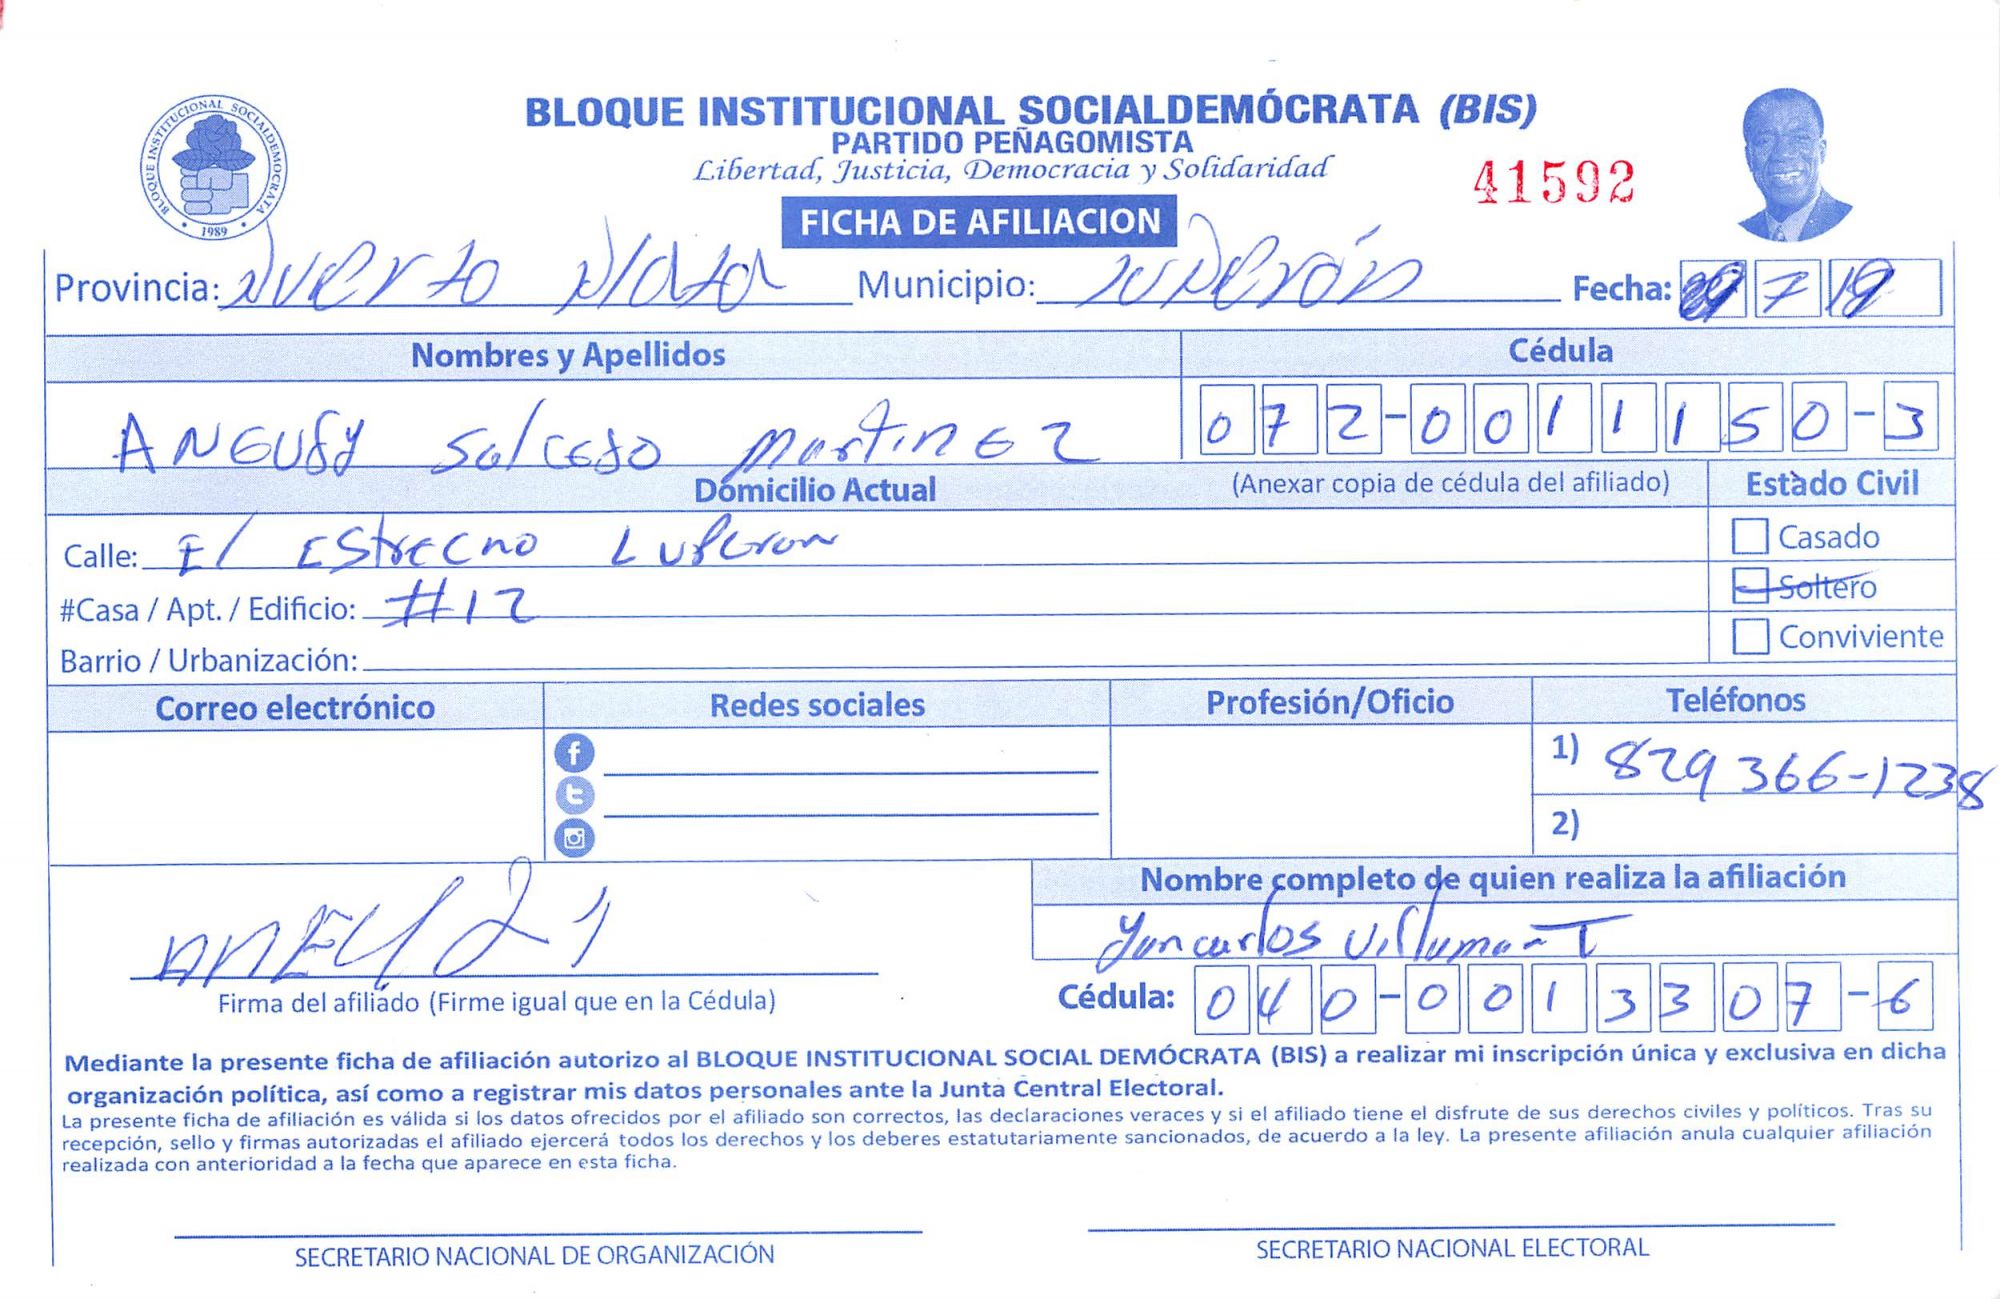 BLOQUE INSTITUCIONAL SOCIALDEMOCRATA
1989
BLOQUE INSTITUCIONAL SOCIALDEMÓCRATA (BIS)
PARTIDO PEÑAGOMISTA
Libertad, Justicia, Democracia y Solidaridad
41592
FICHA DE AFILIACION
Provincia: Puerto Plata Municipio: Luperón Fecha: 7 19
Nombres y Apellidos Cédula
Salcedo Martinez 072-0011150-3
Domicilio Actual (Anexar copia de cédula del afiliado) Estado Civil
Calle: El Estrecho Luperon Casado
#Casa / Apt. / Edificio: #12 Soltero
Barrio / Urbanización: Conviviente
Correo electrónico Redes sociales Profesión/Oficio Teléfonos
1) 829 366-1238
2)
Nombre completo de quien realiza la afiliación
Yancarlos
Firma del afiliado (Firme igual que en la Cédula) Cédula: 040-0013307-6
Mediante la presente ficha de afiliación autorizo al BLOQUE INSTITUCIONAL SOCIAL DEMÓCRATA (BIS) a realizar mi inscripción única y exclusiva en dicha
organización política, así como a registrar mis datos personales ante la Junta Central Electoral.
La presente ficha de afiliación es válida si los datos ofrecidos por el afiliado son correctos, las declaraciones veraces y si el afiliado tiene el disfrute de sus derechos civiles y políticos. Tras su
recepción, sello y firmas autorizadas el afiliado ejercerá todos los derechos y los deberes estatutariamente sancionados, de acuerdo a la ley. La presente afiliación anula cualquier afiliación
realizada con anterioridad a la fecha que aparece en esta ficha.
SECRETARIO NACIONAL DE ORGANIZACIÓN SECRETARIO NACIONAL ELECTORAL